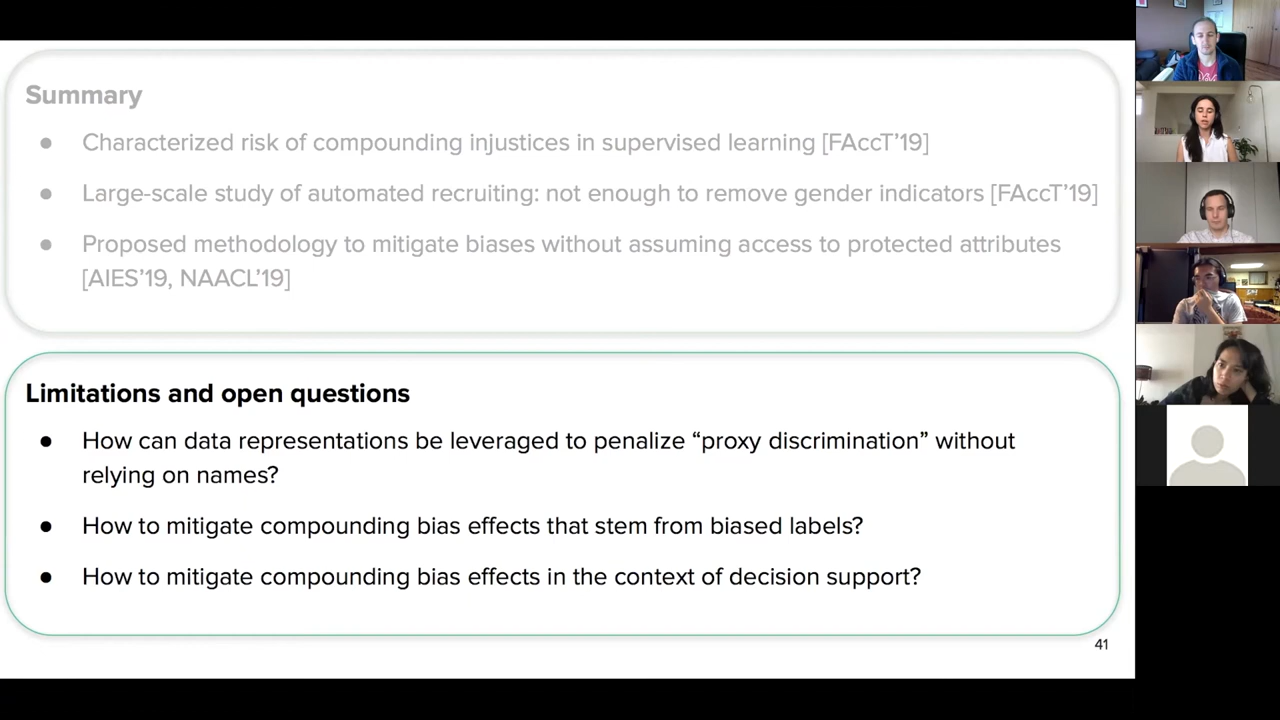 Summary
● Characterized risk of compounding injustices in supervised learning [FAccT’19]
● Large-scale study of automated recruiting: not enough to remove gender indicators [FAccT’19]
● Proposed methodology to mitigate biases without assuming access to protected attributes
[AIES’19, NAACL’19]
Limitations and open questions
● How can data representations be leveraged to penalize “proxy discrimination” without
relying on names?
● How to mitigate compounding bias effects that stem from biased labels?
● How to mitigate compounding bias effects in the context of decision support?
41